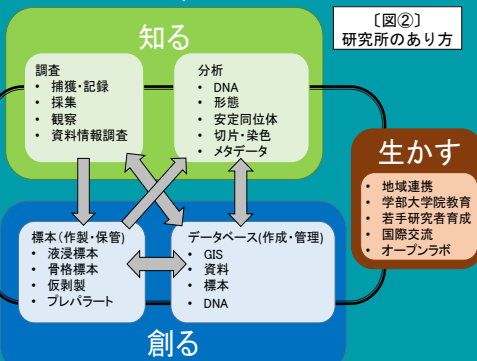 〔図②〕
研究所のあり方
知る
調査
• 捕獲・記録
• 採集
• 観察
• 資料情報調査
分析
• DNA
• 形態
• 安定同位体
• 切片・染色
• メタデータ
生かす
• 地域連携
• 学部大学院教育
• 若手研究者育成
• 国際交流
• オープンラボ
標本(作製・保管)
• 液浸標本
• 骨格標本
• 仮剥製
• プレパラート
データベース(作成・管理)
• GIS
• 資料
• 標本
• DNA
創る